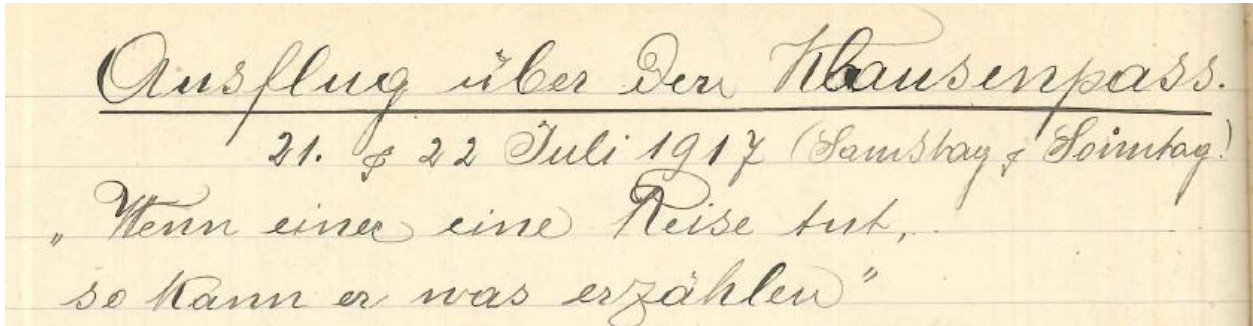 Ausflug über den Klausenpass.
21. & 22 Juli 1917 (Samstag & Sonntag)
„Wenn einer eine Reise tut,
so kann er was erzählen"